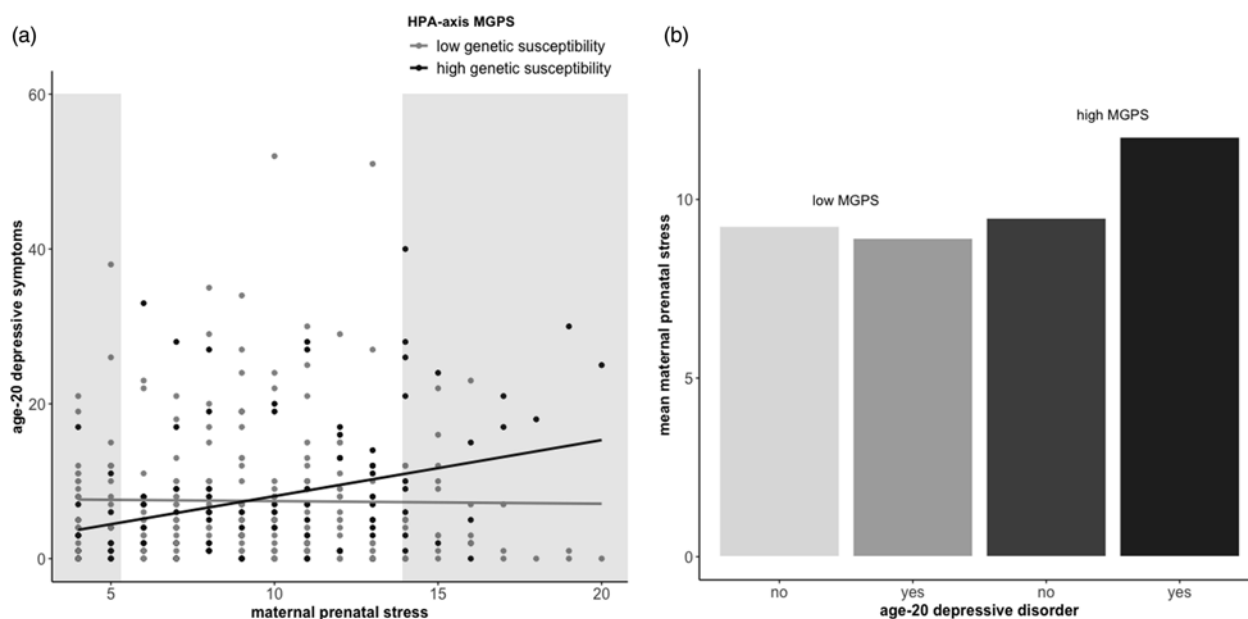 (a)
HPA-axis MGPS
low genetic susceptibility
high genetic susceptibility
60
40
20
0
age-20 depressive symptoms
5
10
15
20
maternal prenatal stress
(b)
high MGPS
low MGPS
10
5
0
mean maternal prenatal stress
no
yes
no
yes
age-20 depressive disorder